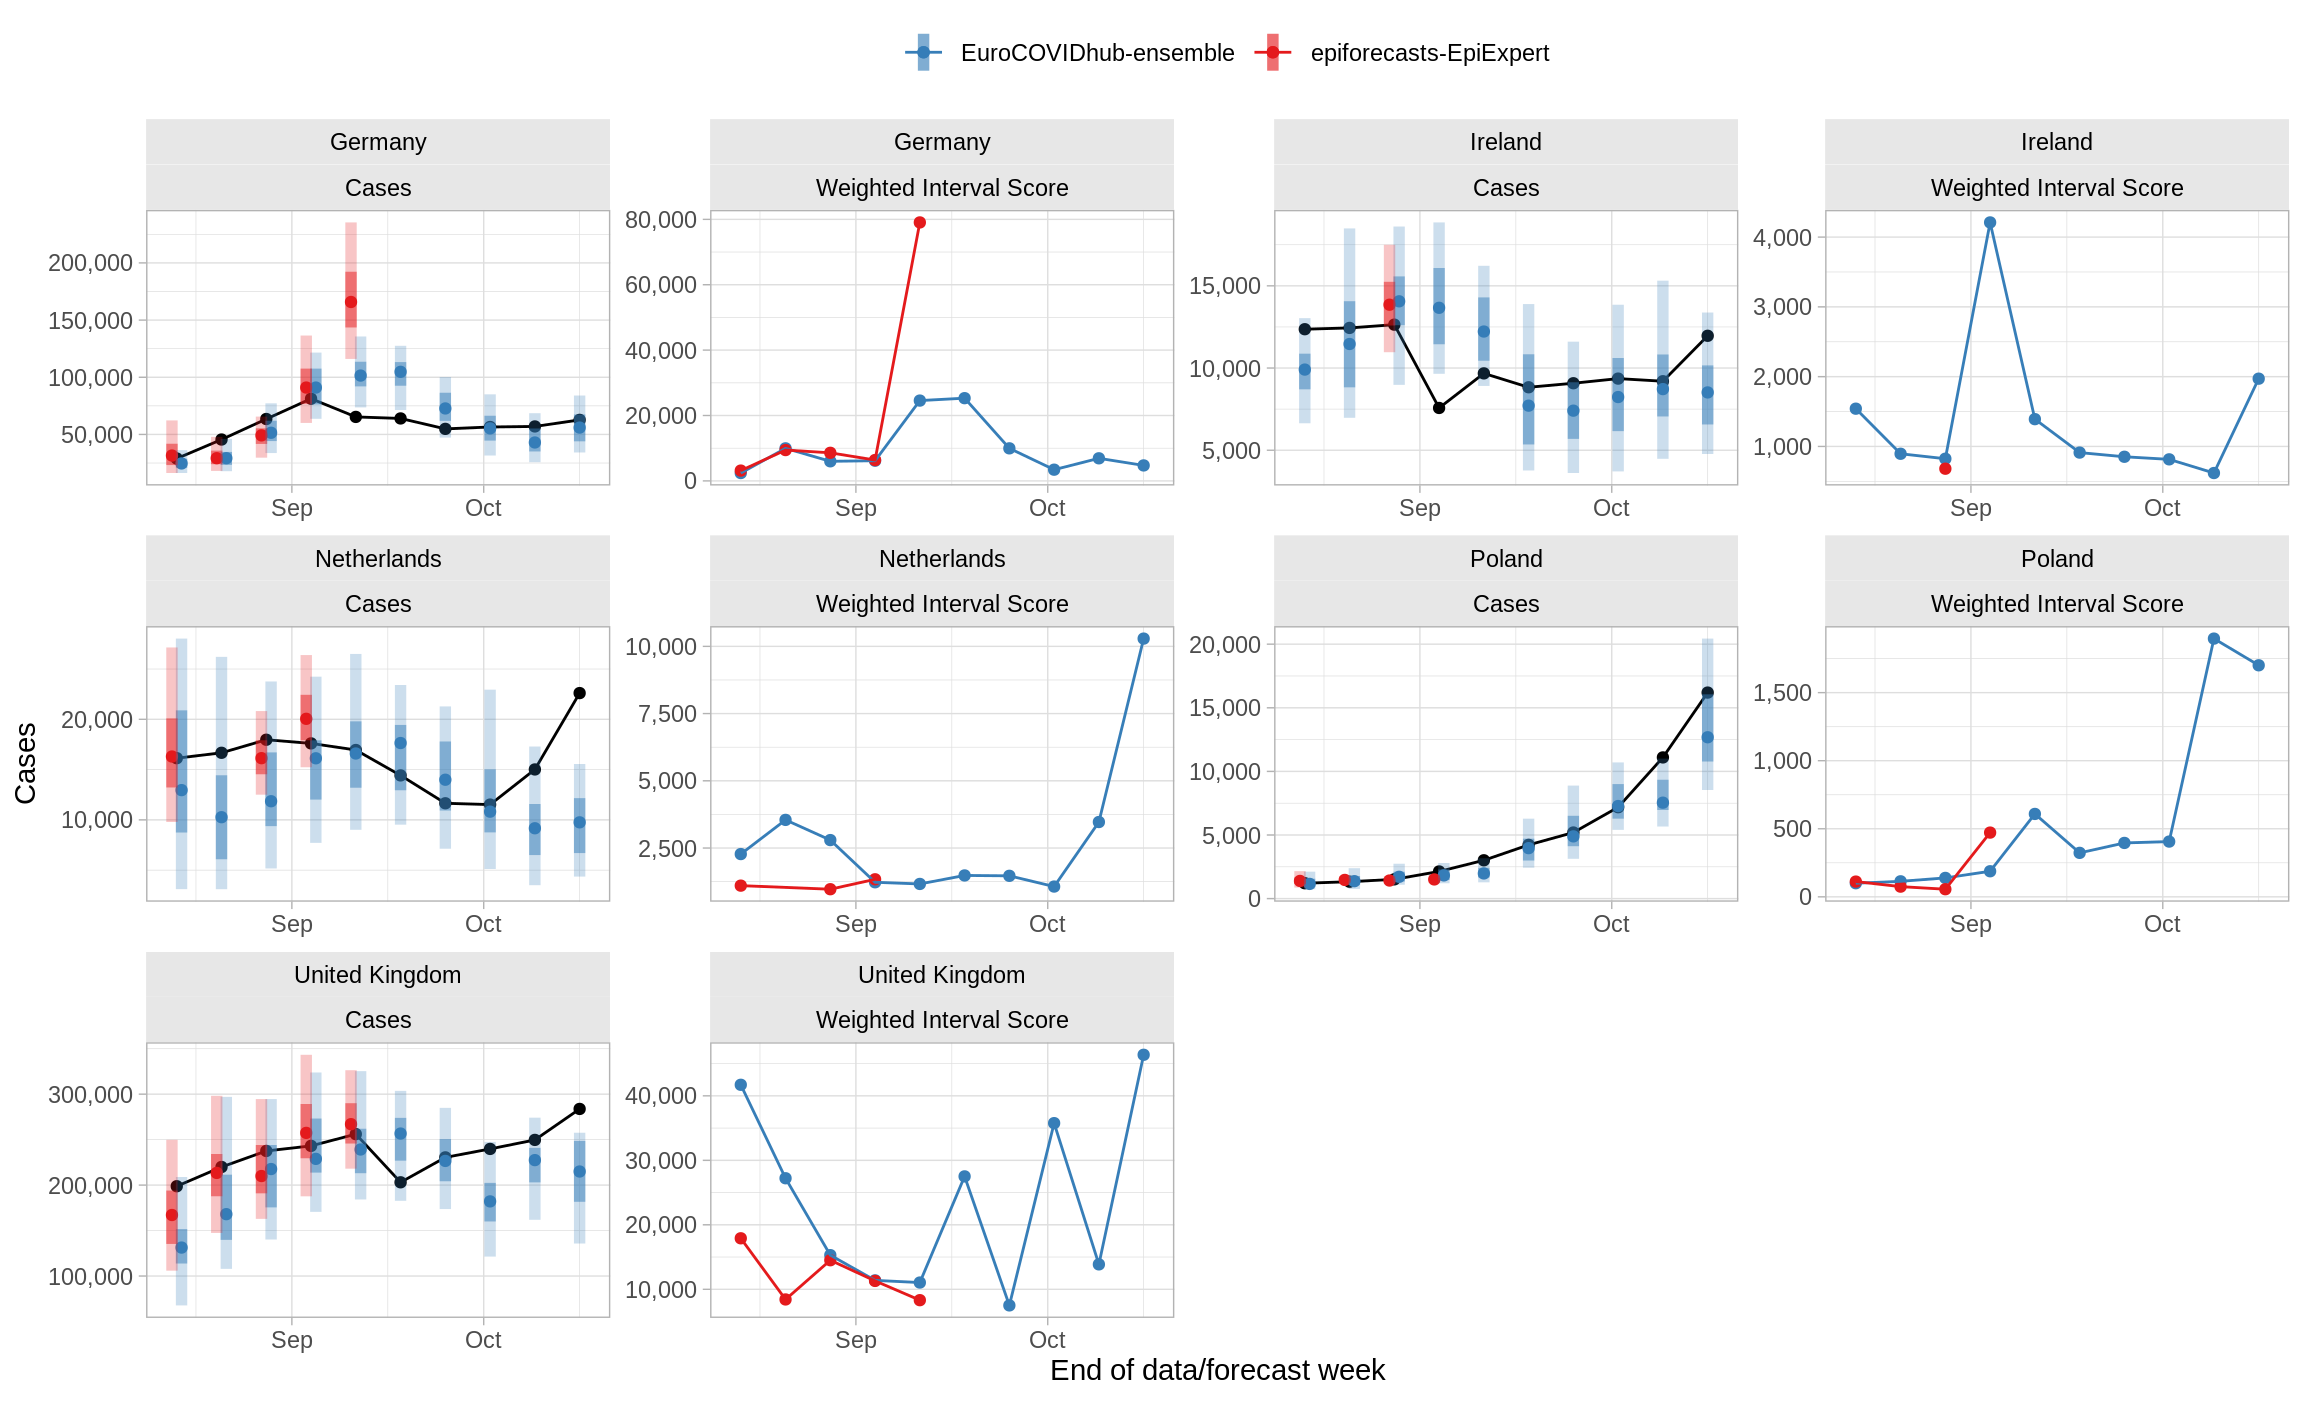 EuroCOVIDhub-ensemble epiforecasts-EpiExpert
Germany Germany Ireland Ireland
Cases Weighted Interval Score Cases Weighted Interval Score
200,000
150,000
100,000
50,000
Sep Oct
80,000
60,000
40,000
20,000
0
Sep Oct
15,000
10,000
5,000
Sep Oct
4,000
3,000
2,000
1,000
Sep Oct
Netherlands Netherlands Poland Poland
Cases Weighted Interval Score Cases Weighted Interval Score
Cases
20,000
10,000
Sep Oct
10,000
7,500
5,000
2,500
Sep Oct
20,000
15,000
10,000
5,000
0
Sep Oct
1,500
1,000
500
0
Sep Oct
United Kingdom United Kingdom
Cases Weighted Interval Score
300,000
200,000
100,000
Sep Oct
40,000
30,000
20,000
10,000
Sep Oct
End of data/forecast week